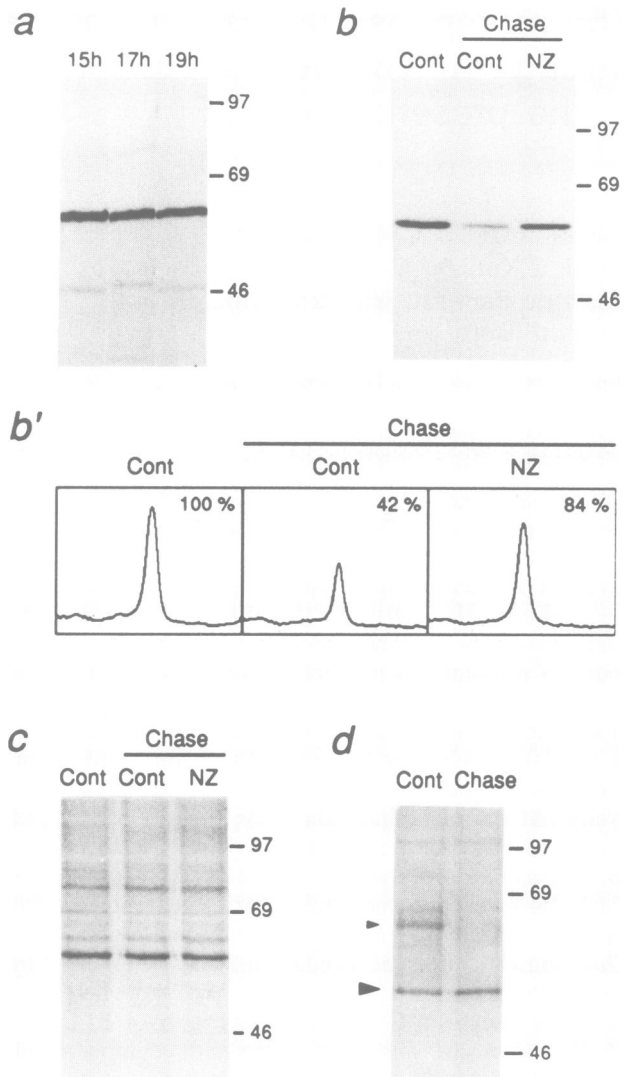 a
15h 17h 19h
97
69
46
b
Chase
Cont Cont NZ
97
69
46
b'
Chase
Cont Cont NZ
100 % 42 % 84 %
c
Chase
Cont Cont NZ
97
69
46
d
Cont Chase
97
69
46